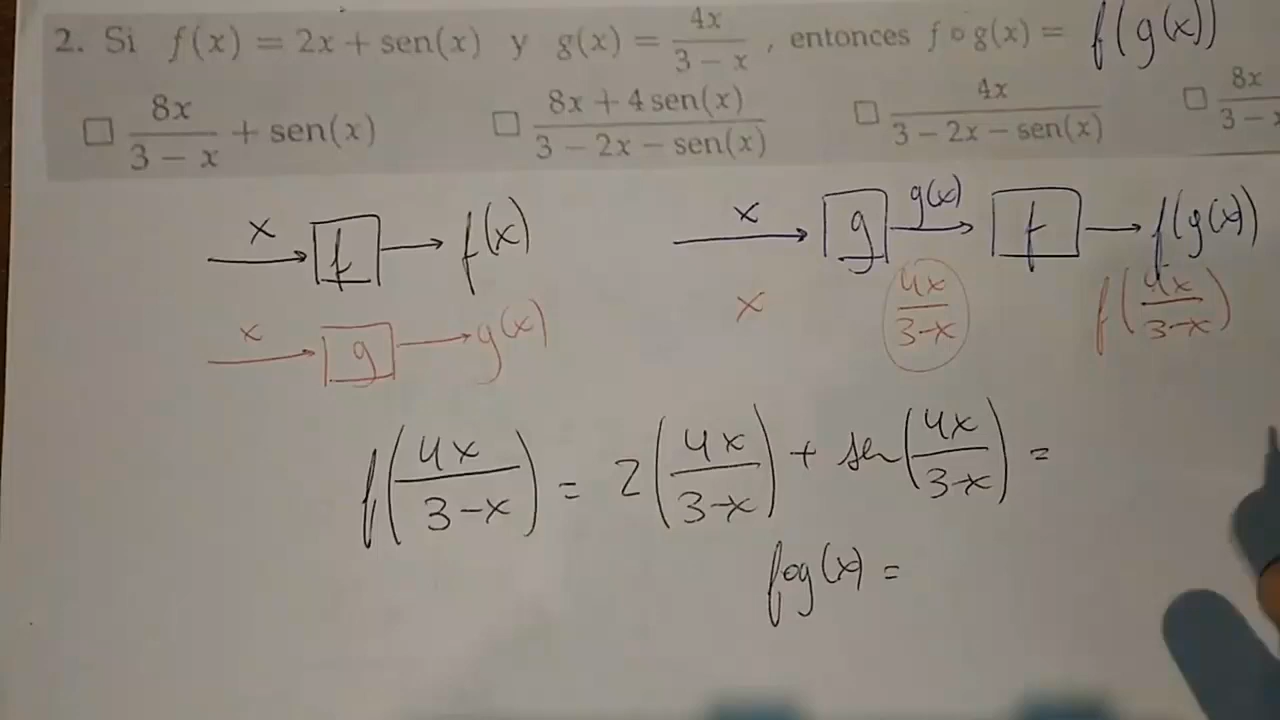 2. Si f(x) = 2x + sen(x) y g(x) = 4x / (3 − x), entonces f ∘ g(x) = f(g(x))
☐ 8x / (3 − x) + sen(x) ☐ (8x + 4 sen(x)) / (3 − 2x − sen(x)) ☐ 4x / (3 − 2x − sen(x)) ☐ 8x / (3 − x
x → f → f(x)
x → g → g(x) → f → f(g(x))
x → g → g(x)
x 4x / (3-x) f(4x / (3-x))
f(4x / (3-x)) = 2(4x / (3-x)) + sen(4x / (3-x)) =
fog(x) =